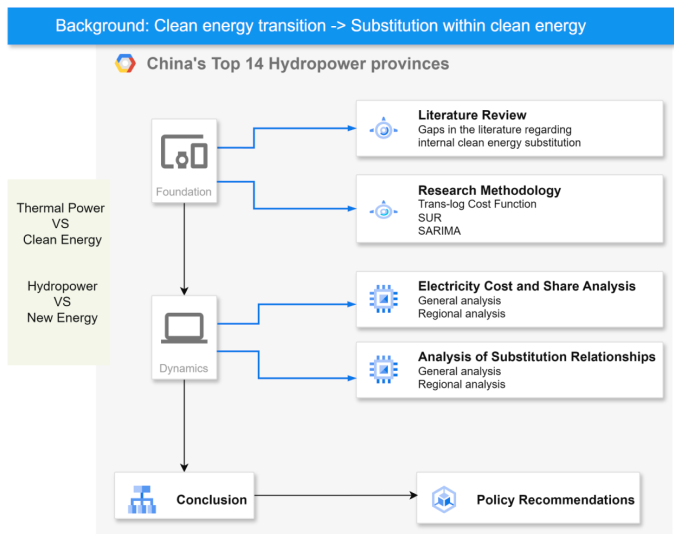 Background: Clean energy transition -> Substitution within clean energy
China's Top 14 Hydropower provinces
Literature Review
Gaps in the literature regarding
internal clean energy substitution
Foundation
Research Methodology
Trans-log Cost Function
SUR
SARIMA
Thermal Power
VS
Clean Energy
Hydropower
VS
New Energy
Electricity Cost and Share Analysis
General analysis
Regional analysis
Dynamics
Analysis of Substitution Relationships
General analysis
Regional analysis
Conclusion
Policy Recommendations